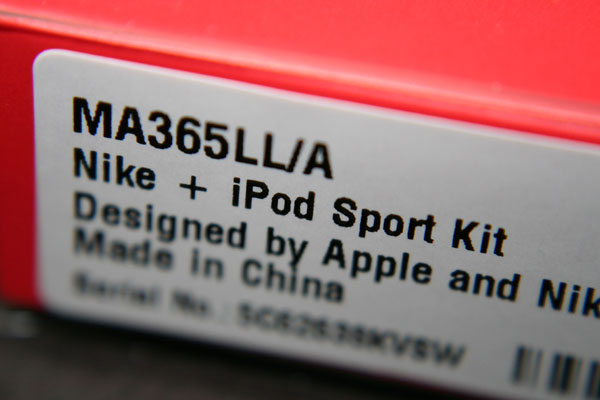 MA365LL/A
Nike + iPod Sport Kit
Designed by Apple and Nik
Made in China
Serial No.: